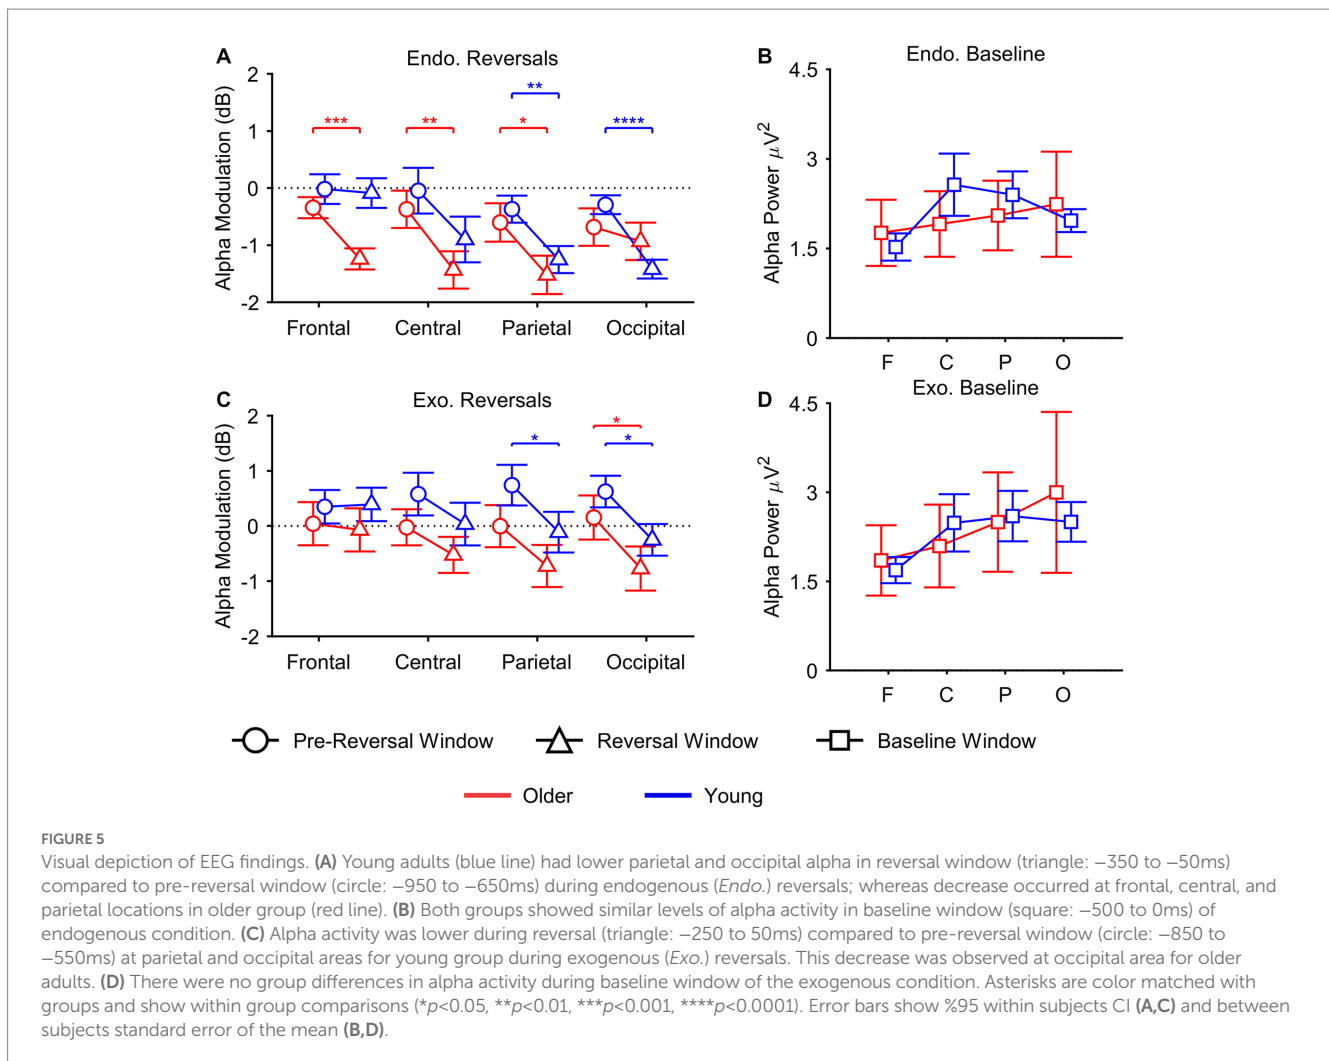 A
Endo. Reversals
Alpha Modulation (dB)
2
1
0
-1
-2
***
**
*
**
****
Frontal
Central
Parietal
Occipital
B
Endo. Baseline
Alpha Power μV²
4.5
3
1.5
0
F
C
P
O
C
Exo. Reversals
Alpha Modulation (dB)
2
1
0
-1
-2
*
*
*
Frontal
Central
Parietal
Occipital
D
Exo. Baseline
Alpha Power μV²
4.5
3
1.5
0
F
C
P
O
Pre-Reversal Window
Reversal Window
Baseline Window
Older
Young
FIGURE 5
Visual depiction of EEG findings. (A) Young adults (blue line) had lower parietal and occipital alpha in reversal window (triangle: −350 to −50ms)
compared to pre-reversal window (circle: −950 to −650ms) during endogenous (Endo.) reversals; whereas decrease occurred at frontal, central, and
parietal locations in older group (red line). (B) Both groups showed similar levels of alpha activity in baseline window (square: −500 to 0ms) of
endogenous condition. (C) Alpha activity was lower during reversal (triangle: −250 to 50ms) compared to pre-reversal window (circle: −850 to
−550ms) at parietal and occipital areas for young group during exogenous (Exo.) reversals. This decrease was observed at occipital area for older
adults. (D) There were no group differences in alpha activity during baseline window of the exogenous condition. Asterisks are color matched with
groups and show within group comparisons (*p<0.05, **p<0.01, ***p<0.001, ****p<0.0001). Error bars show %95 within subjects CI (A,C) and between
subjects standard error of the mean (B,D).